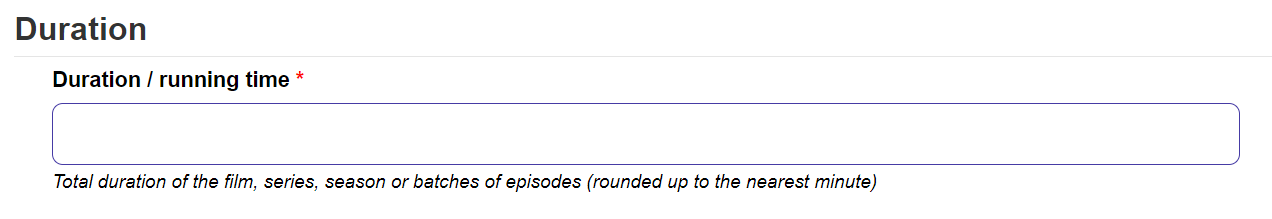 Duration
Duration / running time *
Total duration of the film, series, season or batches of episodes (rounded up to the nearest minute)